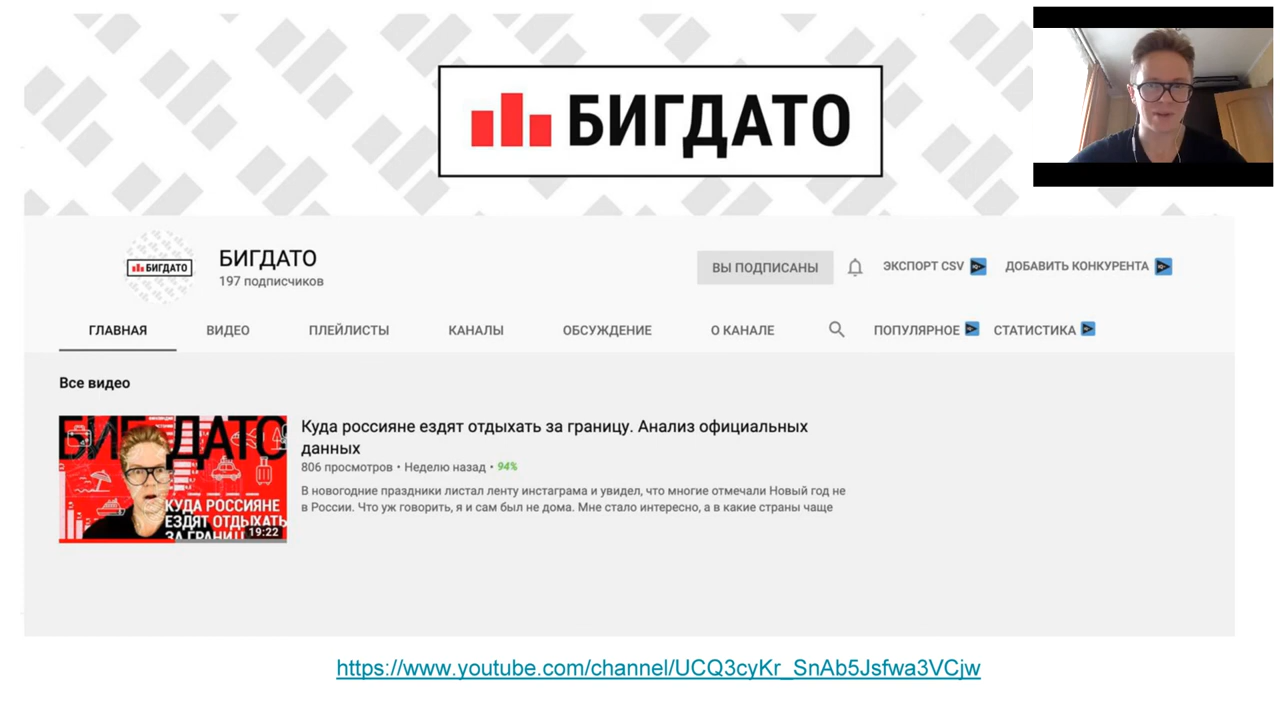 БИГДАТО
БИГДАТО
БИГДАТО
197 подписчиков
ВЫ ПОДПИСАНЫ
ЭКСПОРТ CSV
ДОБАВИТЬ КОНКУРЕНТА
ГЛАВНАЯ
ВИДЕО
ПЛЕЙЛИСТЫ
КАНАЛЫ
ОБСУЖДЕНИЕ
О КАНАЛЕ
ПОПУЛЯРНОЕ
СТАТИСТИКА
Все видео
БИГДАТО
КУДА РОССИЯНЕ
ЕЗДЯТ ОТДЫХАТЬ
ЗА ГРАНИЦ
19:22
Куда россияне ездят отдыхать за границу. Анализ официальных
данных
806 просмотров • Неделю назад • 94%
В новогодние праздники листал ленту инстаграма и увидел, что многие отмечали Новый год не
в России. Что уж говорить, я и сам был не дома. Мне стало интересно, а в какие страны чаще
https://www.youtube.com/channel/UCQ3cyKr_SnAb5Jsfwa3VCjw